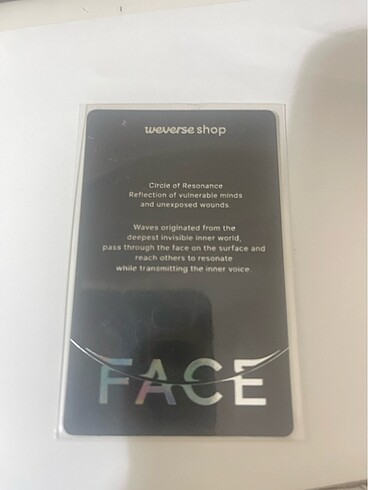 weverse shop
Circle of Resonance
Reflection of vulnerable minds
and unexposed wounds.
Waves originated from the
deepest invisible inner world,
pass through the face on the surface and
reach others to resonate
while transmitting the inner voice.
FACE